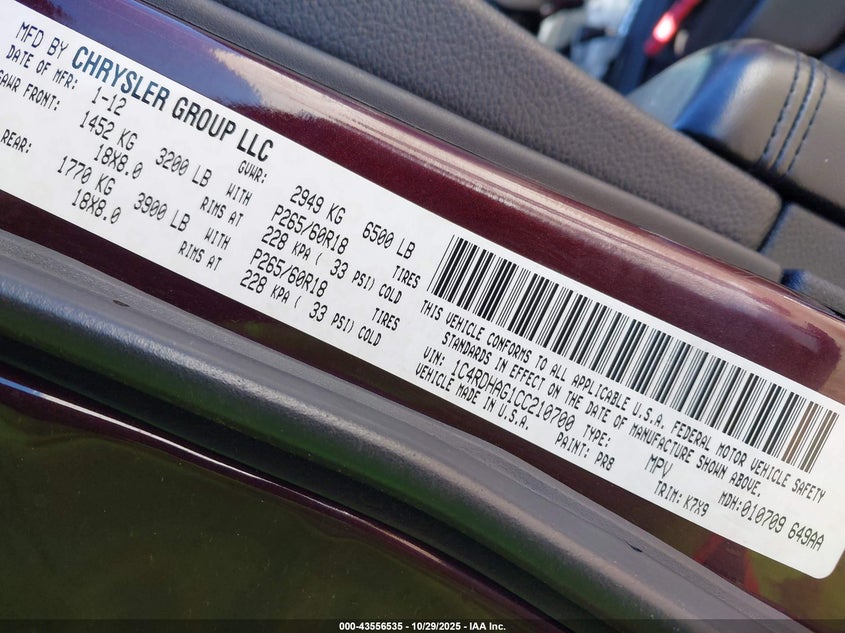 MFD BY CHRYSLER GROUP LLC
DATE OF MFR: 1-12 GVWR: 2949 KG 6500 LB
GAWR FRONT: 1452 KG 3200 LB WITH P265/60R18 TIRES
18X8.0 RIMS AT 228 KPA ( 33 PSI) COLD
REAR: 1770 KG 3900 LB WITH P265/60R18 TIRES
18X8.0 RIMS AT 228 KPA ( 33 PSI) COLD
THIS VEHICLE CONFORMS TO ALL APPLICABLE U.S.A. FEDERAL MOTOR VEHICLE SAFETY
STANDARDS IN EFFECT ON THE DATE OF MANUFACTURE SHOWN ABOVE.
VIN: 1C4RDHAG1CC210700 TYPE: MPV MDH:010709 649AA
VEHICLE MADE IN U.S.A. PAINT: PR8 TRIM: K7X9
000-43556535 - 10/29/2025 - IAA Inc.